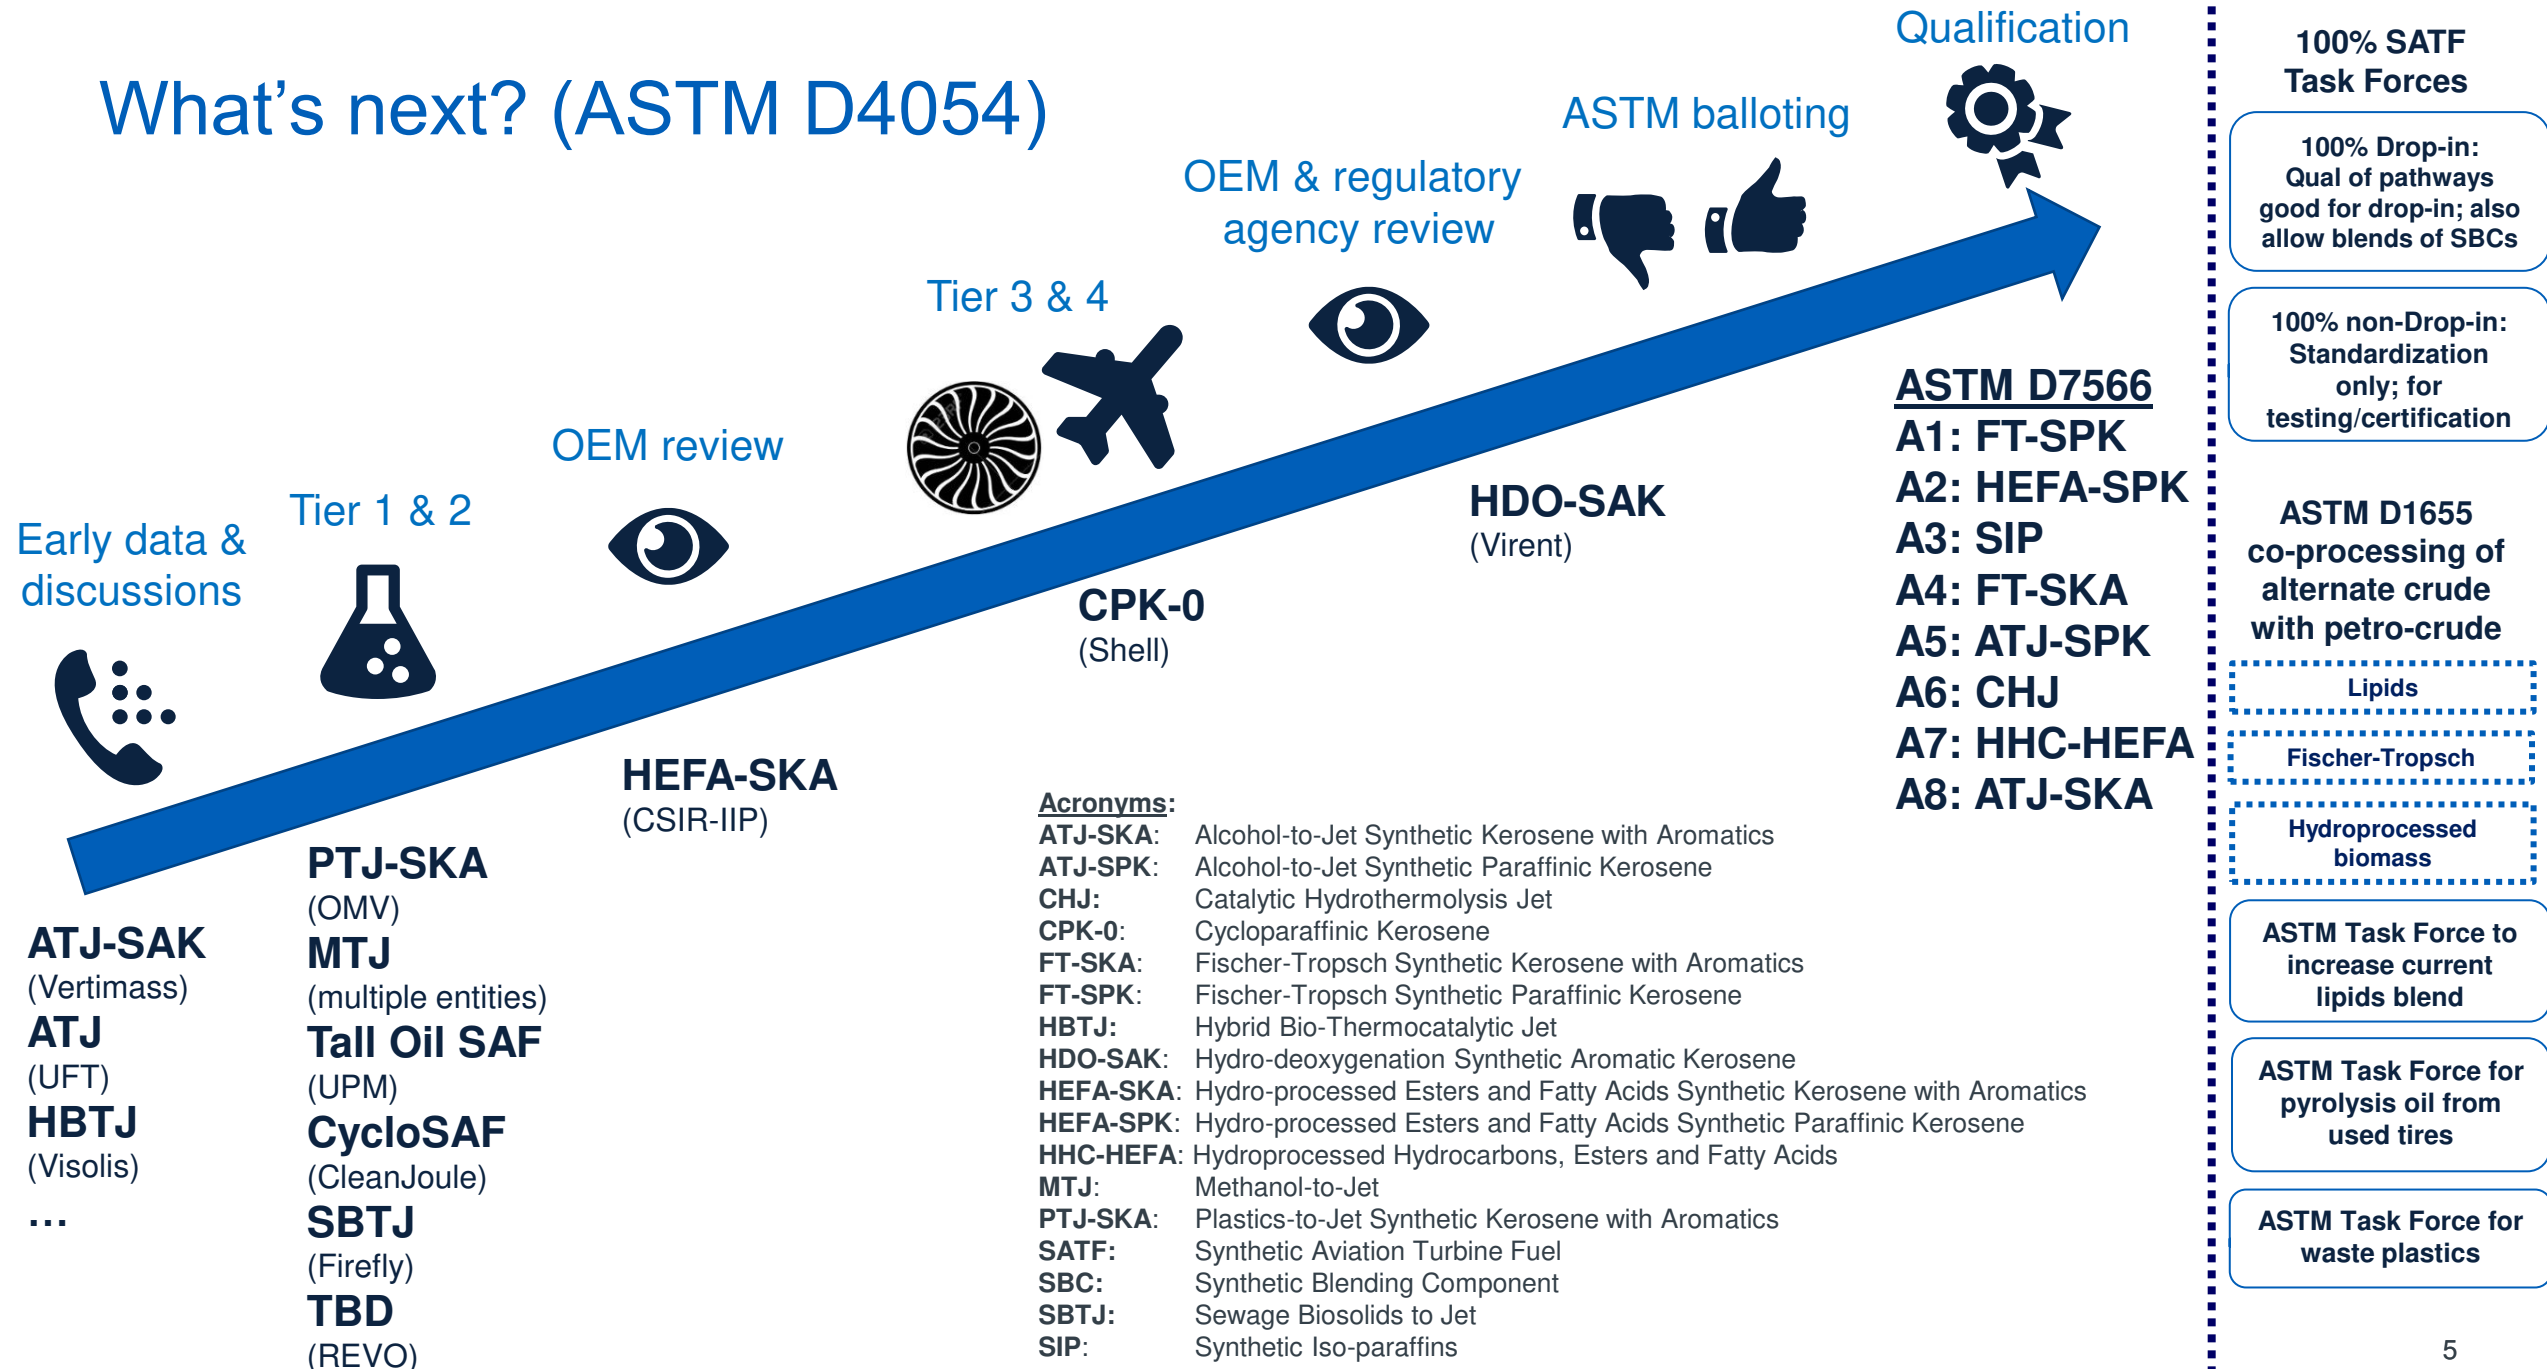 What's next? (ASTM D4054)
Early data &
discussions
Tier 1 & 2
OEM review
Tier 3 & 4
OEM & regulatory
agency review
ASTM balloting
Qualification
ATJ-SAK
(Vertimass)
ATJ
(UFT)
HBTJ
(Visolis)
...
PTJ-SKA
(OMV)
MTJ
(multiple entities)
Tall Oil SAF
(UPM)
CycloSAF
(CleanJoule)
SBTJ
(Firefly)
TBD
(REVO)
HEFA-SKA
(CSIR-IIP)
CPK-0
(Shell)
HDO-SAK
(Virent)
ASTM D7566
A1: FT-SPK
A2: HEFA-SPK
A3: SIP
A4: FT-SKA
A5: ATJ-SPK
A6: CHJ
A7: HHC-HEFA
A8: ATJ-SKA
Acronyms:
ATJ-SKA: Alcohol-to-Jet Synthetic Kerosene with Aromatics
ATJ-SPK: Alcohol-to-Jet Synthetic Paraffinic Kerosene
CHJ: Catalytic Hydrothermolysis Jet
CPK-0: Cycloparaffinic Kerosene
FT-SKA: Fischer-Tropsch Synthetic Kerosene with Aromatics
FT-SPK: Fischer-Tropsch Synthetic Paraffinic Kerosene
HBTJ: Hybrid Bio-Thermocatalytic Jet
HDO-SAK: Hydro-deoxygenation Synthetic Aromatic Kerosene
HEFA-SKA: Hydro-processed Esters and Fatty Acids Synthetic Kerosene with Aromatics
HEFA-SPK: Hydro-processed Esters and Fatty Acids Synthetic Paraffinic Kerosene
HHC-HEFA: Hydroprocessed Hydrocarbons, Esters and Fatty Acids
MTJ: Methanol-to-Jet
PTJ-SKA: Plastics-to-Jet Synthetic Kerosene with Aromatics
SATF: Synthetic Aviation Turbine Fuel
SBC: Synthetic Blending Component
SBTJ: Sewage Biosolids to Jet
SIP: Synthetic Iso-paraffins
100% SATF
Task Forces
100% Drop-in:
Qual of pathways
good for drop-in; also
allow blends of SBCs
100% non-Drop-in:
Standardization
only; for
testing/certification
ASTM D1655
co-processing of
alternate crude
with petro-crude
Lipids
Fischer-Tropsch
Hydroprocessed
biomass
ASTM Task Force to
increase current
lipids blend
ASTM Task Force for
pyrolysis oil from
used tires
ASTM Task Force for
waste plastics
5